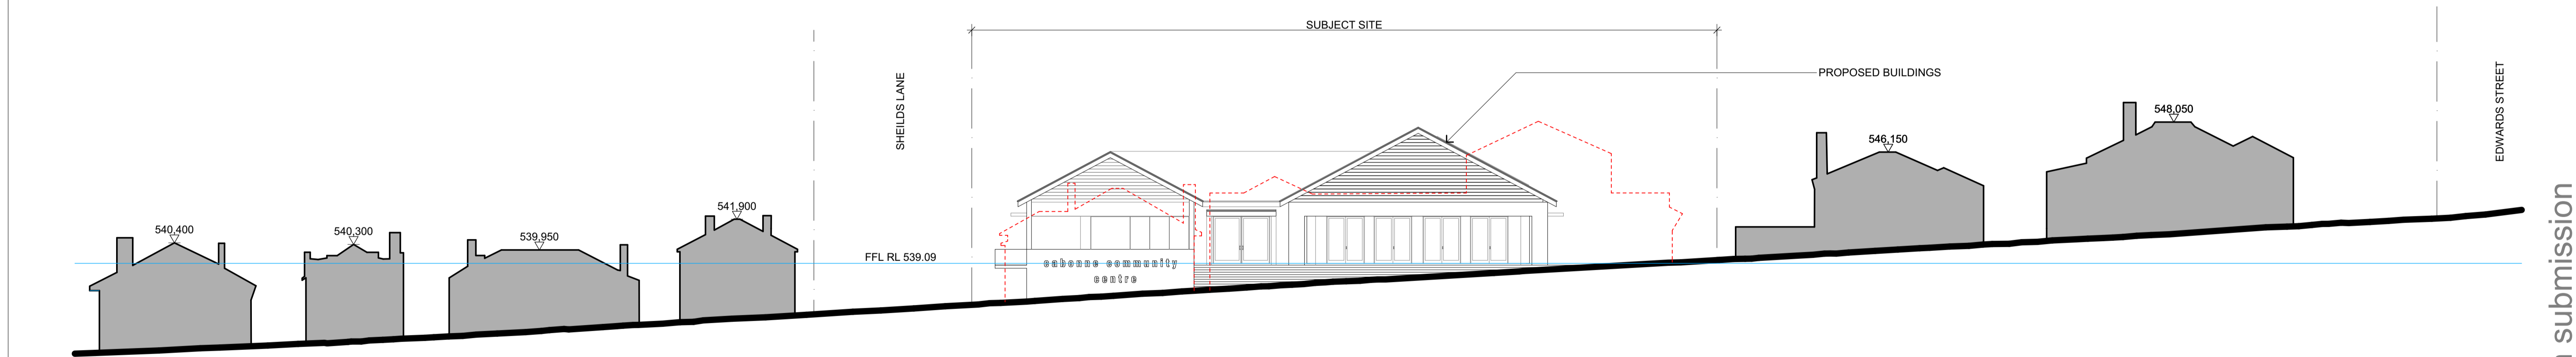 SUBJECT SITE
PROPOSED BUILDINGS
SHEILDS LANE
EDWARDS STREET
548.050
546.150
541.900
540.400
540.300
539.950
FFL RL 539.09
cabonne community
centre
submission